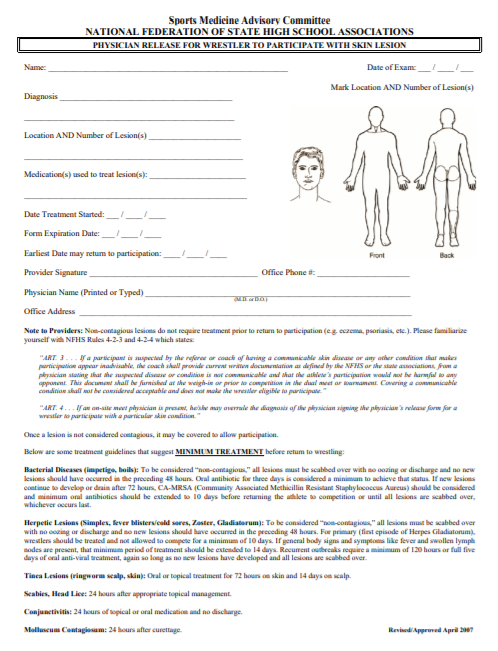 Sports Medicine Advisory Committee
NATIONAL FEDERATION OF STATE HIGH SCHOOL ASSOCIATIONS
PHYSICIAN RELEASE FOR WRESTLER TO PARTICIPATE WITH SKIN LESION
Name: ____ Date of Exam: ___ / ___ / ___
Mark Location AND Number of Lesion(s)
Diagnosis ____
Location AND Number of Lesion(s) ____
Medication(s) used to treat lesion(s): ____
Date Treatment Started: ___ / ___ / ___
Form Expiration Date: ___ / ___ / ___
Earliest Date may return to participation: ___ / ___ / ___
Front Back
Provider Signature ____ Office Phone #: ____
Physician Name (Printed or Typed) ____
(M.D. or D.O.)
Office Address ____
Note to Providers: Non-contagious lesions do not require treatment prior to return to participation (e.g. eczema, psoriasis, etc.). Please familiarize
yourself with NFHS Rules 4-2-3 and 4-2-4 which states:
"ART. 3 . . . If a participant is suspected by the referee or coach of having a communicable skin disease or any other condition that makes
participation appear inadvisable, the coach shall provide current written documentation as defined by the NFHS or the state associations, from a
physician stating that the suspected disease or condition is not communicable and that the athlete's participation would not be harmful to any
opponent. This document shall be furnished at the weigh-in or prior to competition in the dual meet or tournament. Covering a communicable
condition shall not be considered acceptable and does not make the wrestler eligible to participate."
"ART. 4 . . . If an on-site meet physician is present, he/she may overrule the diagnosis of the physician signing the physician's release form for a
wrestler to participate with a particular skin condition."
Once a lesion is not considered contagious, it may be covered to allow participation.
Below are some treatment guidelines that suggest MINIMUM TREATMENT before return to wrestling:
Bacterial Diseases (impetigo, boils): To be considered "non-contagious," all lesions must be scabbed over with no oozing or discharge and no new
lesions should have occurred in the preceding 48 hours. Oral antibiotic for three days is considered a minimum to achieve that status. If new lesions
continue to develop or drain after 72 hours, CA-MRSA (Community Associated Methicillin Resistant Staphylococcus Aureus) should be considered
and minimum oral antibiotics should be extended to 10 days before returning the athlete to competition or until all lesions are scabbed over,
whichever occurs last.
Herpetic Lesions (Simplex, fever blisters/cold sores, Zoster, Gladiatorum): To be considered "non-contagious," all lesions must be scabbed over
with no oozing or discharge and no new lesions should have occurred in the preceding 48 hours. For primary (first episode of Herpes Gladiatorum),
wrestlers should be treated and not allowed to compete for a minimum of 10 days. If general body signs and symptoms like fever and swollen lymph
nodes are present, that minimum period of treatment should be extended to 14 days. Recurrent outbreaks require a minimum of 120 hours or full five
days of oral anti-viral treatment, again so long as no new lesions have developed and all lesions are scabbed over.
Tinea Lesions (ringworm scalp, skin): Oral or topical treatment for 72 hours on skin and 14 days on scalp.
Scabies, Head Lice: 24 hours after appropriate topical management.
Conjunctivitis: 24 hours of topical or oral medication and no discharge.
Molluscum Contagiosum: 24 hours after curettage. Revised/Approved April 2007